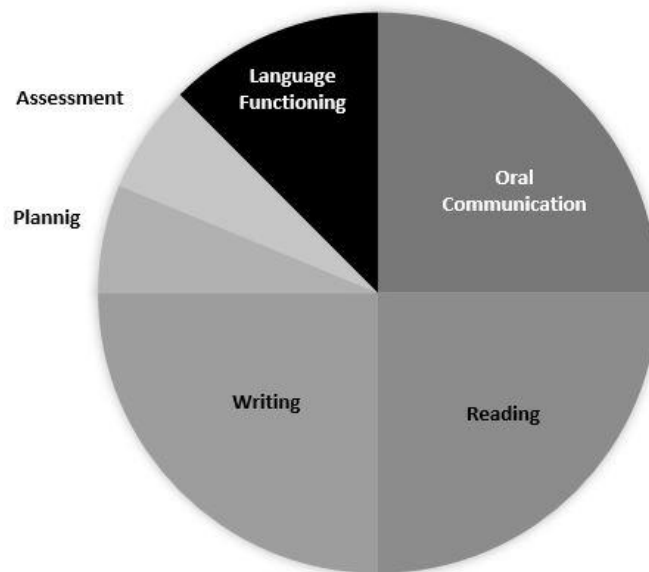 Language
Functioning
Assessment
Oral
Communication
Plannig
Writing
Reading